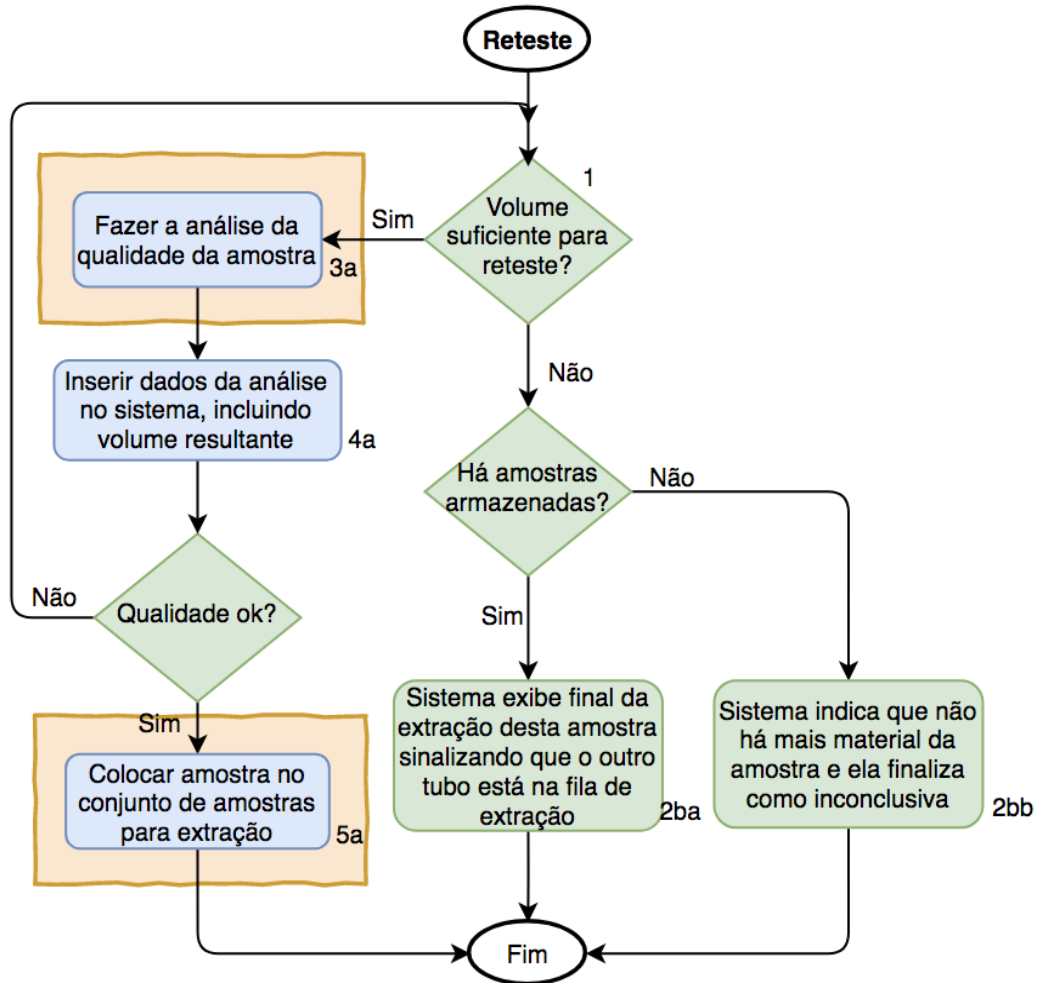 Reteste
1
Volume
suficiente para
reteste?
Sim
Fazer a análise da
qualidade da amostra
3a
Não
Inserir dados da análise
no sistema, incluindo
volume resultante
4a
Há amostras
armazenadas?
Não
Não
Qualidade ok?
Sim
Sim
Sistema exibe final da
extração desta amostra
sinalizando que o outro
tubo está na fila de
extração
2ba
Sistema indica que não
há mais material da
amostra e ela finaliza
como inconclusiva
2bb
Colocar amostra no
conjunto de amostras
para extração
5a
Fim